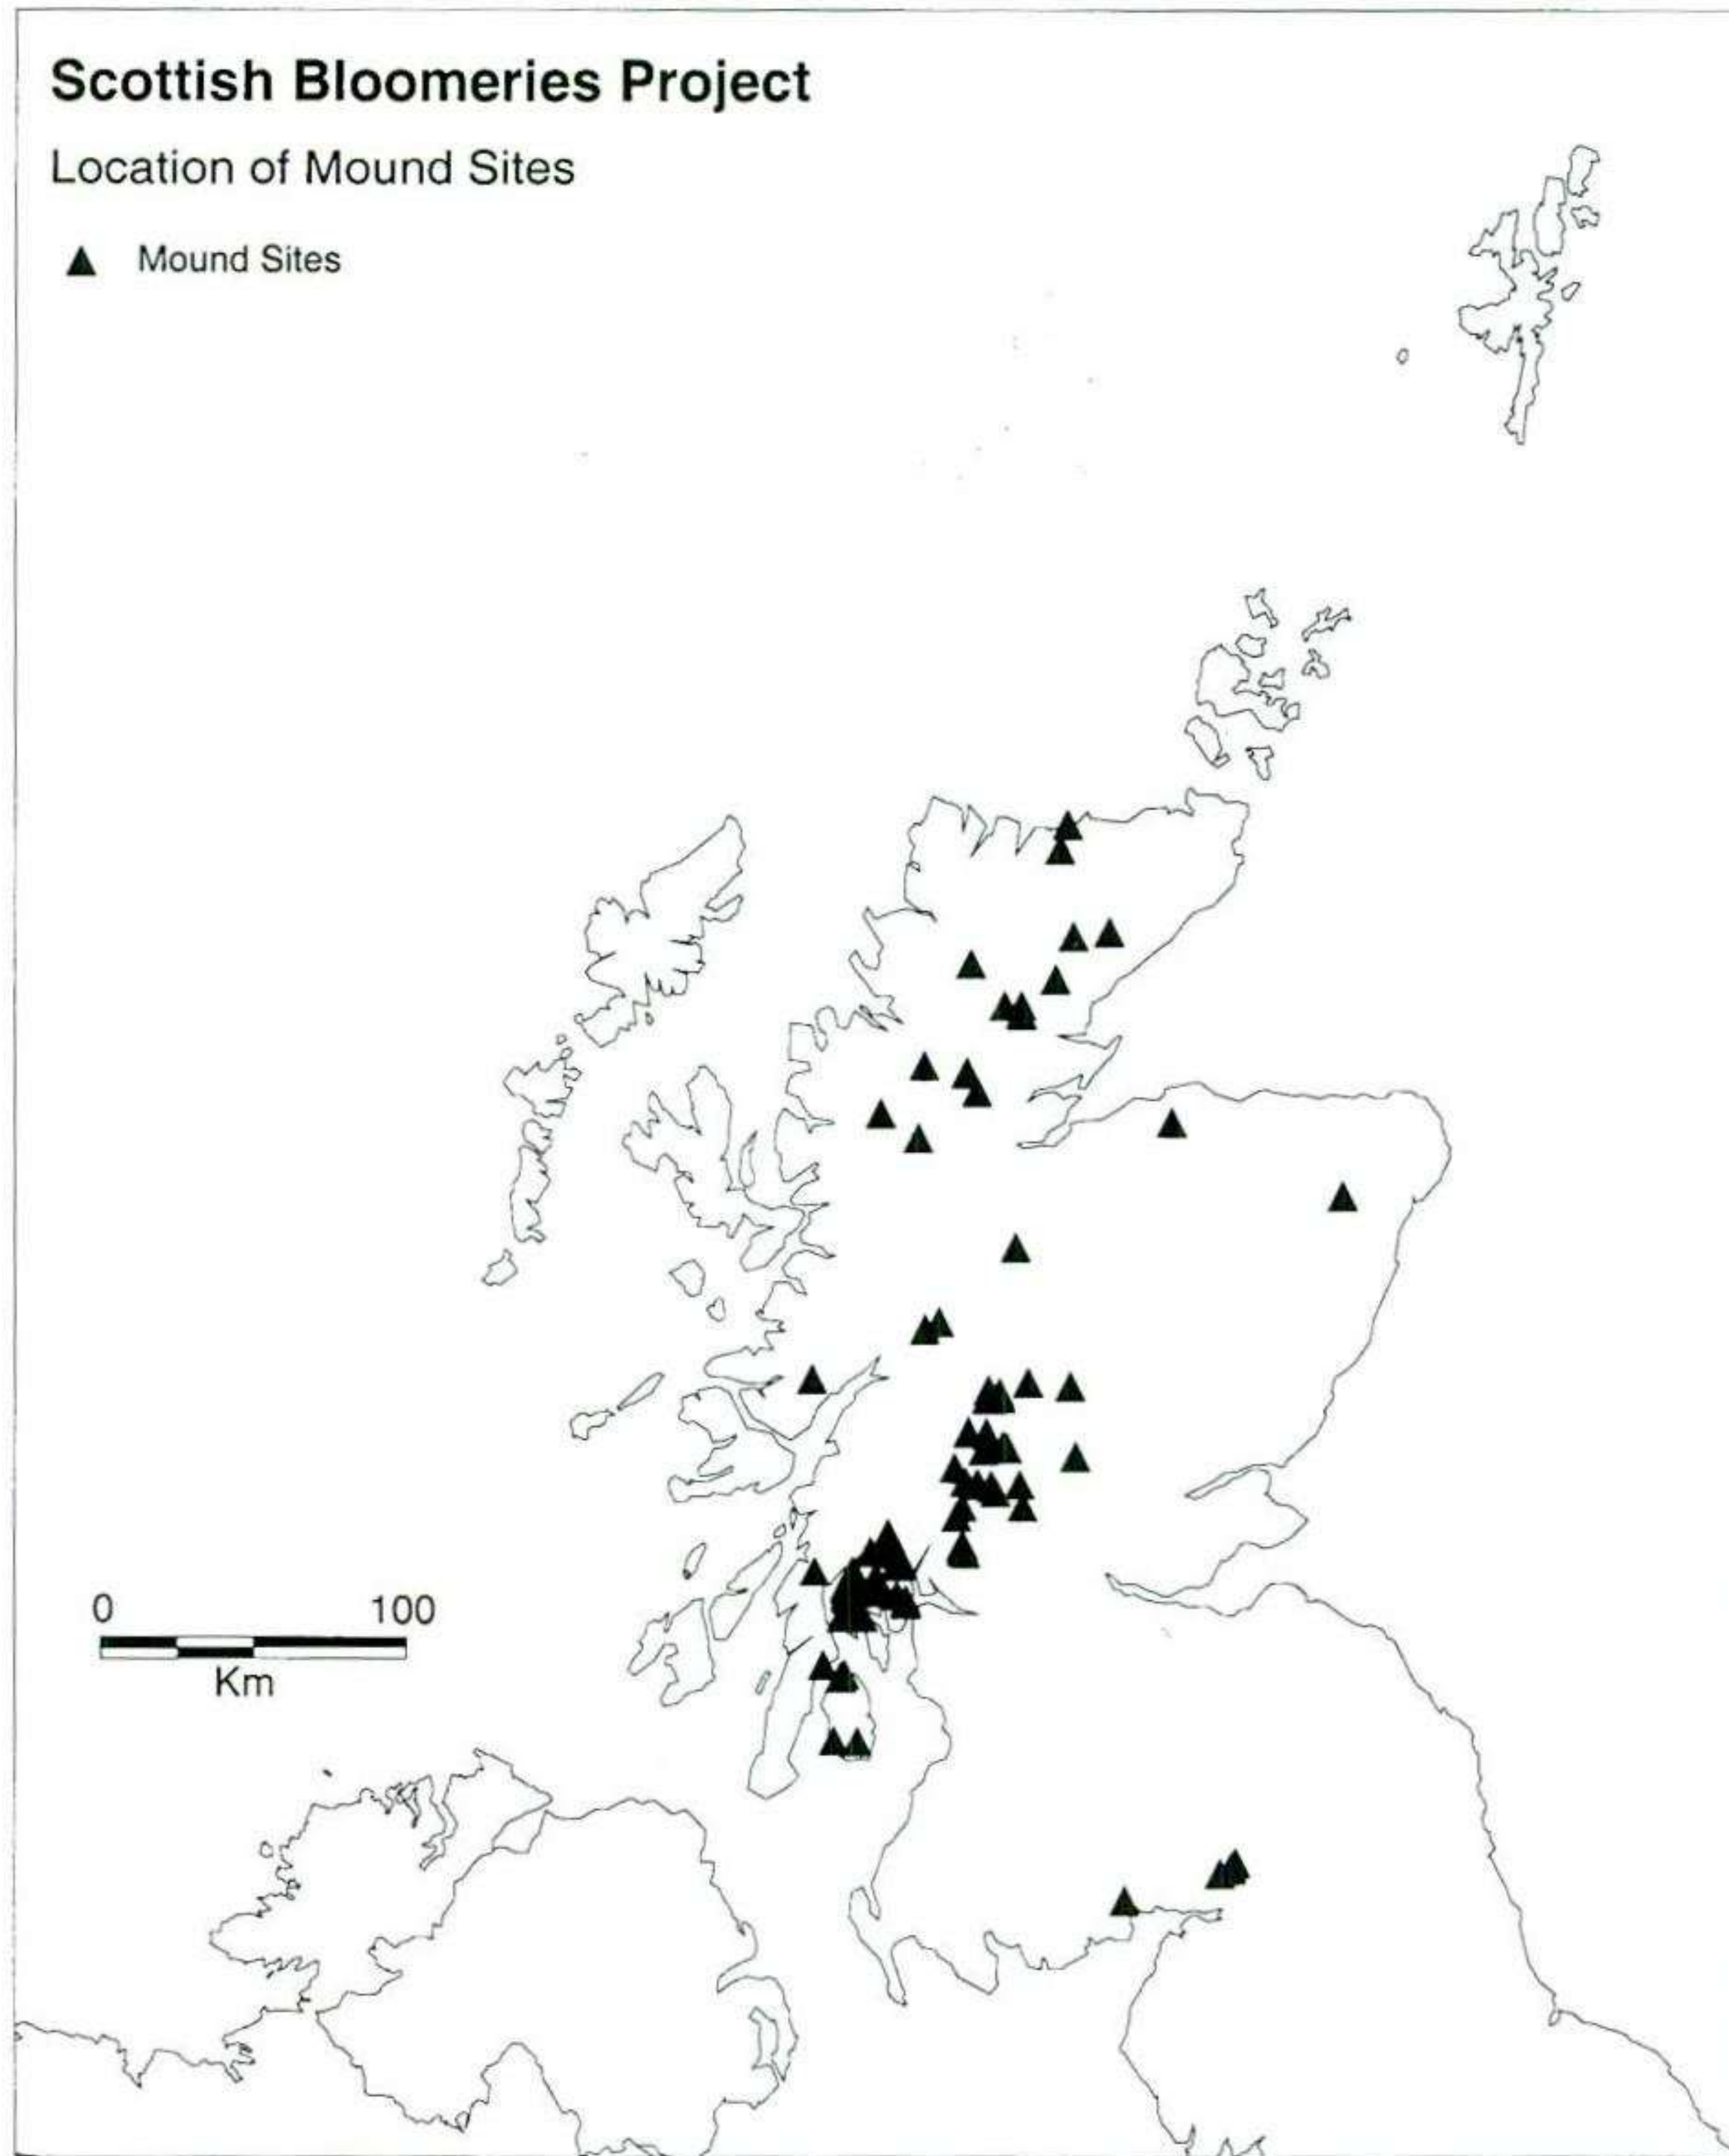 Scottish Bloomeries Project
Location of Mound Sites
Mound Sites
0 100
Km